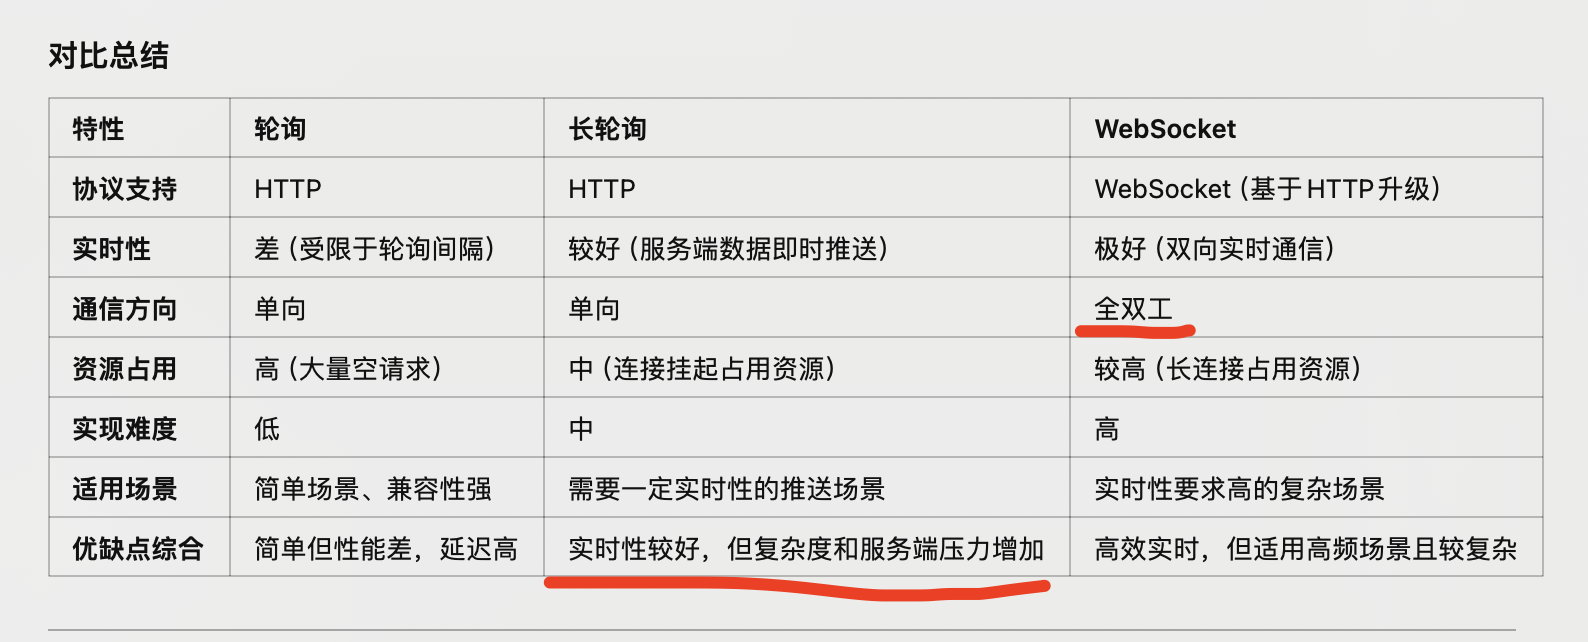 对比总结
特性 轮询 长轮询 WebSocket
协议支持 HTTP HTTP WebSocket（基于 HTTP 升级）
实时性 差（受限于轮询间隔） 较好（服务端数据即时推送） 极好（双向实时通信）
通信方向 单向 单向 全双工
资源占用 高（大量空请求） 中（连接挂起占用资源） 较高（长连接占用资源）
实现难度 低 中 高
适用场景 简单场景、兼容性强 需要一定实时性的推送场景 实时性要求高的复杂场景
优缺点综合 简单但性能差，延迟高 实时性较好，但复杂度和服务端压力增加 高效实时，但适用高频场景且较复杂